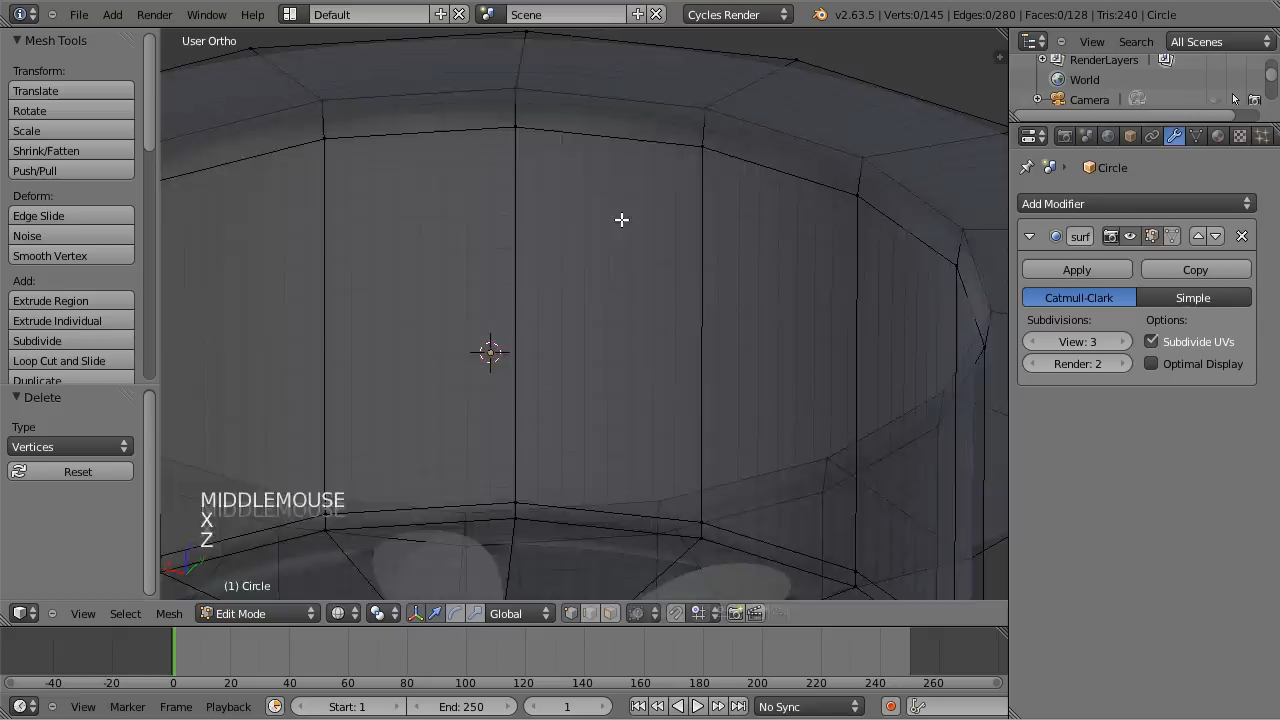 File Add Render Window Help Default Scene Cycles Render v2.63.5 | Verts:0/145 | Edges:0/280 | Faces:0/128 | Tris:240 | Circle
Mesh Tools
Transform:
Translate
Rotate
Scale
Shrink/Fatten
Push/Pull
Deform:
Edge Slide
Noise
Smooth Vertex
Add:
Extrude Region
Extrude Individual
Subdivide
Loop Cut and Slide
Duplicate
Delete
Type
Vertices
Reset
User Ortho
MIDDLEMOUSE
X
Z
(1) Circle
View Select Mesh Edit Mode Global
View Search All Scenes
RenderLayers
World
Camera
Circle
Add Modifier
surf
Apply Copy
Catmull-Clark Simple
Subdivisions: Options:
View: 3 Subdivide UVs
Render: 2 Optimal Display
-40 -20 0 20 40 60 80 100 120 140 160 180 200 220 240 260
View Marker Frame Playback Start: 1 End: 250 1 No Sync